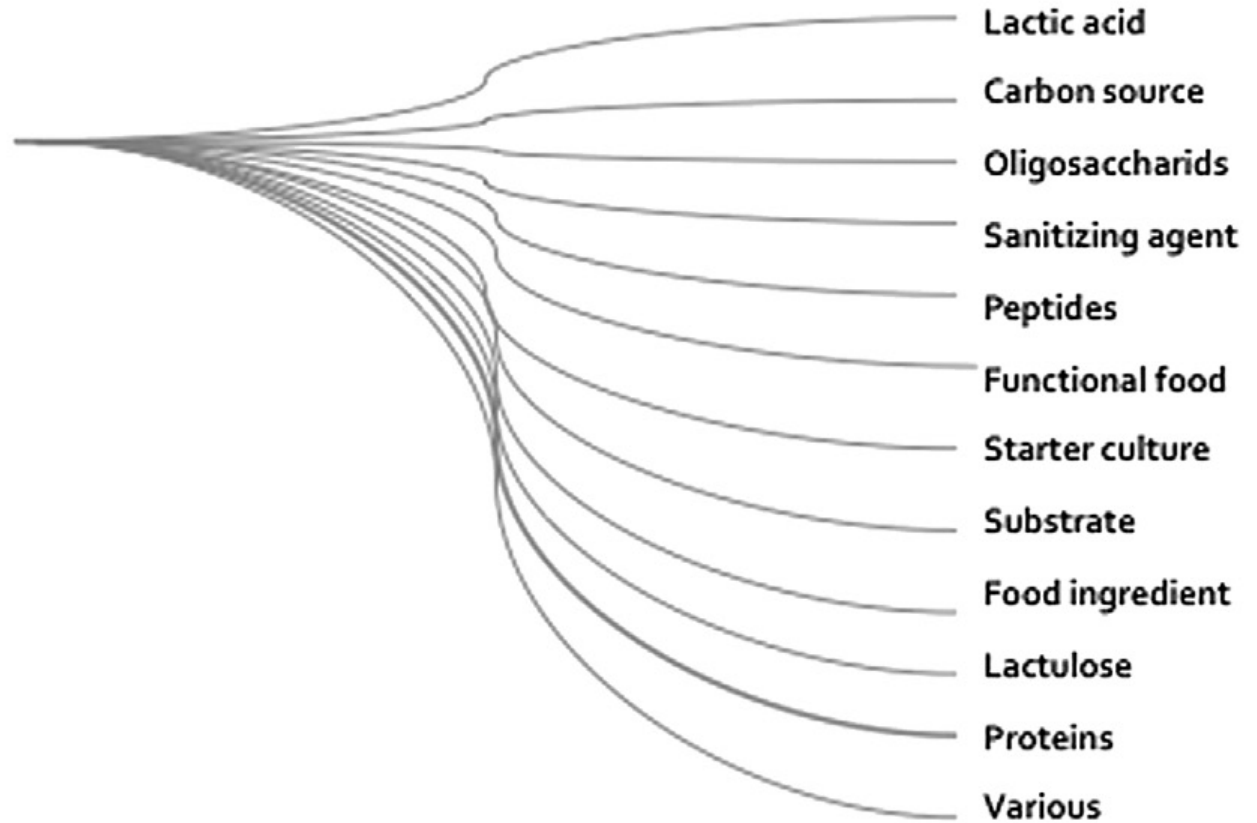 Lactic acid
Carbon source
Oligosaccharids
Sanitizing agent
Peptides
Functional food
Starter culture
Substrate
Food ingredient
Lactulose
Proteins
Various